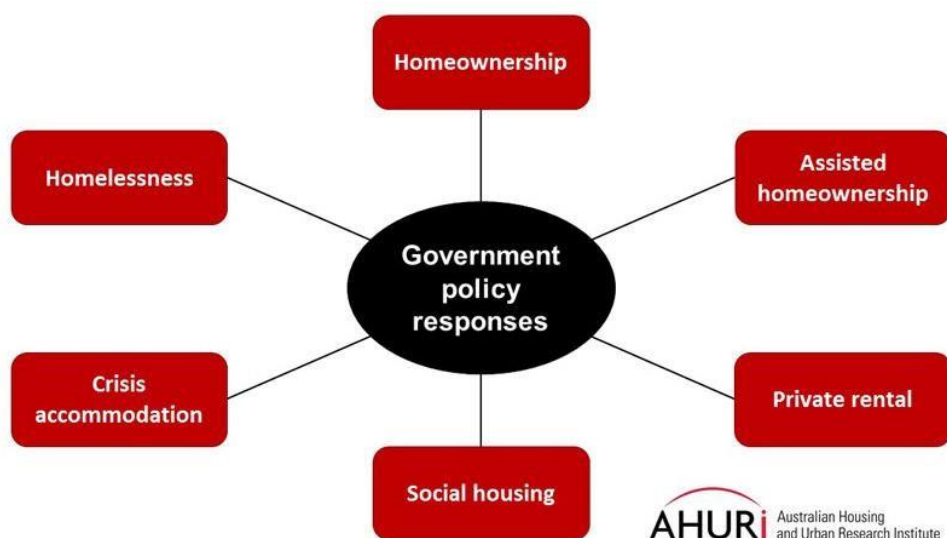 Homeownership
Assisted
homeownership
Private rental
Social housing
Crisis
accommodation
Homelessness
Government
policy
responses
AHURi
Australian Housing
and Urban Research Institute